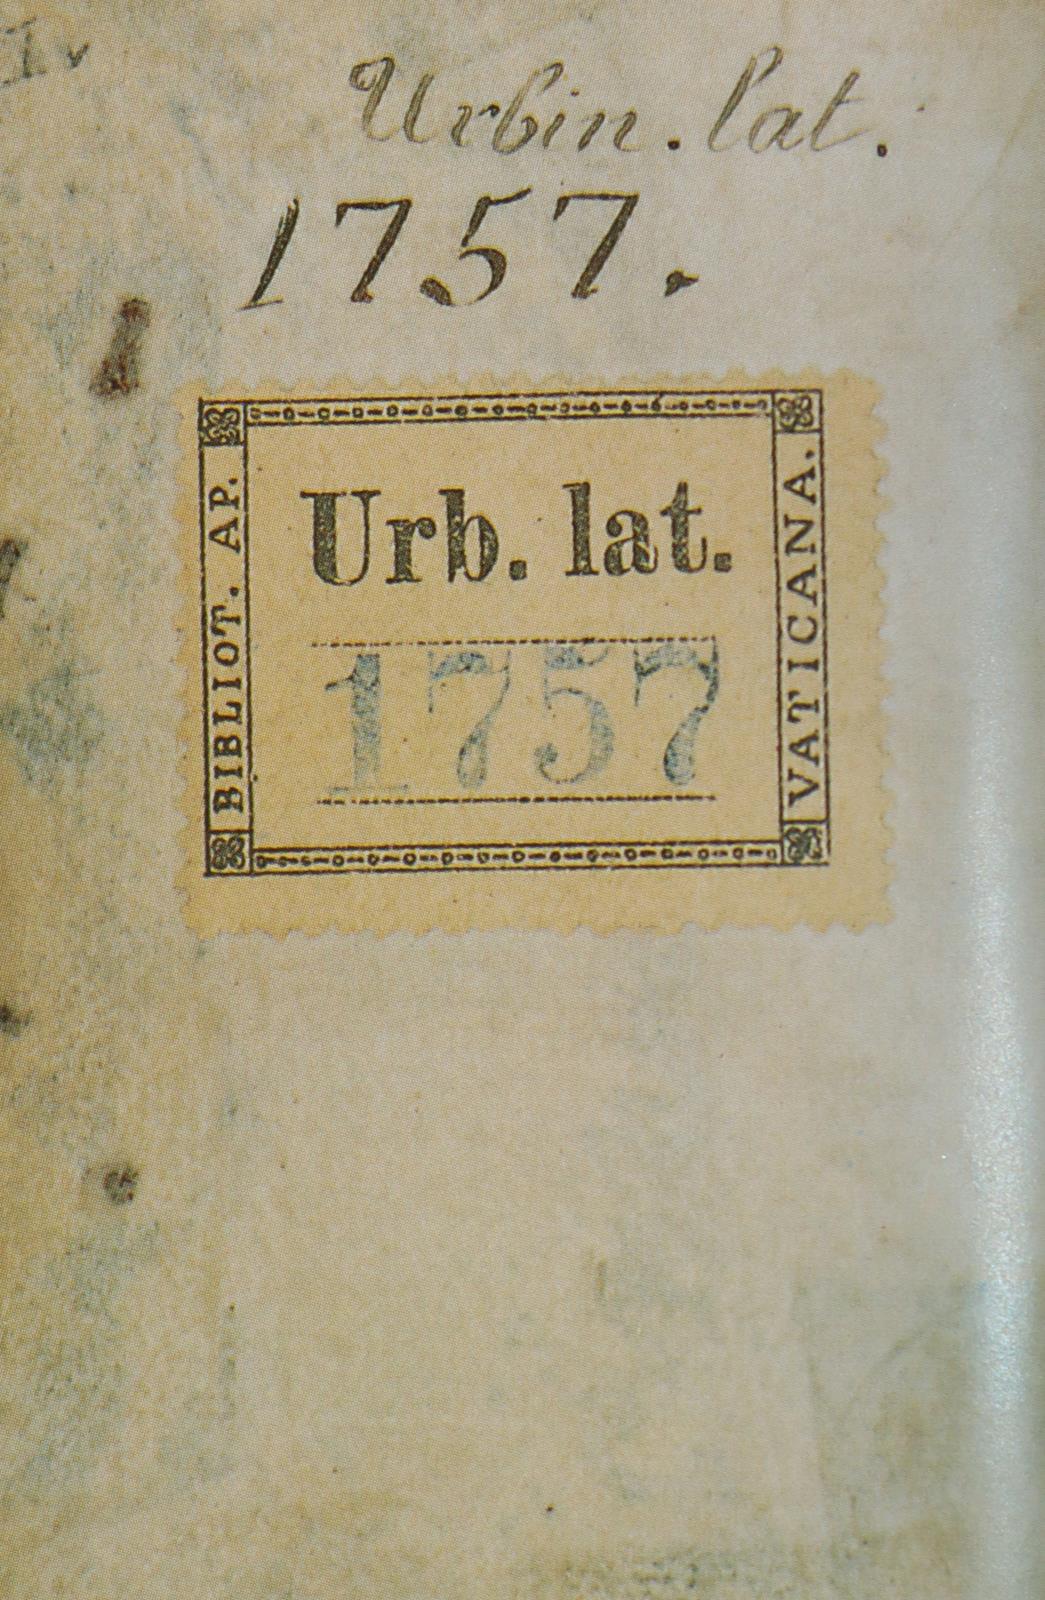 Urbin. lat.
1757.
BIBLIOT. AP.
Urb. lat.
1757
VATICANA.